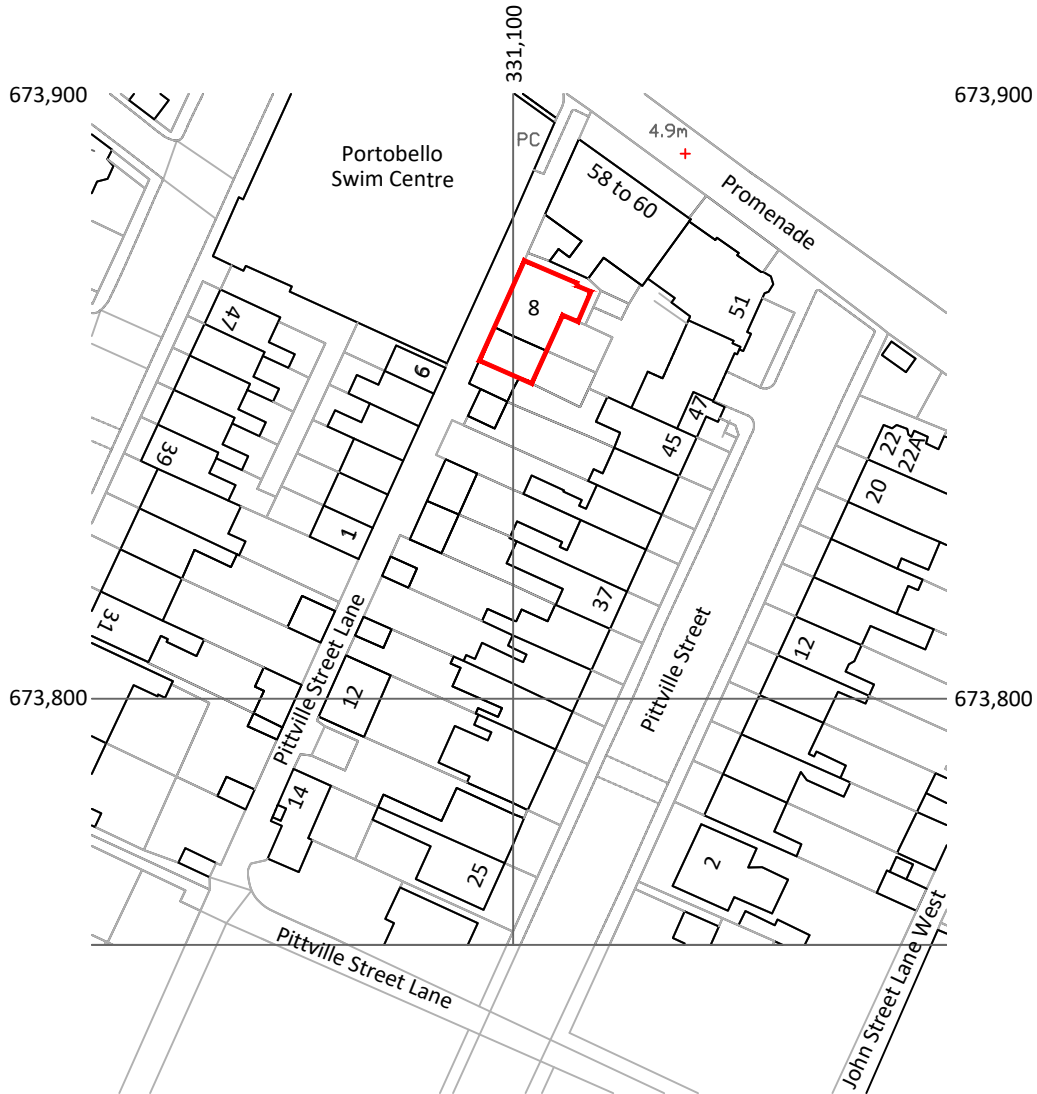 331,100
673,900
673,900
4.9m
PC
Portobello
Swim Centre
58 to 60
Promenade
8
51
47
6
47
45
22
22A
39
20
1
37
31
12
Pittville Street Lane
Pittville Street
12
673,800
673,800
14
25
2
Pittville Street Lane
John Street Lane West